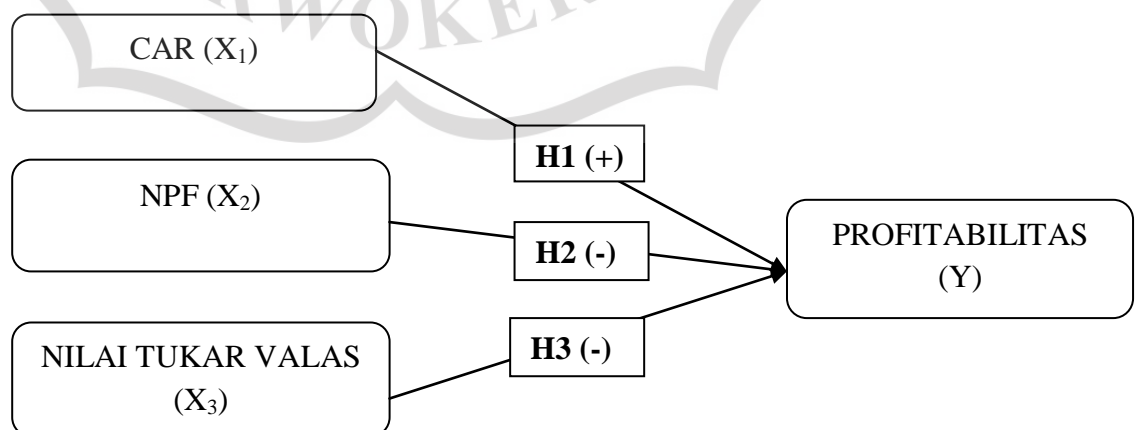 CAR (X₁)
H1 (+)
NPF (X₂)
H2 (-)
PROFITABILITAS
(Y)
NILAI TUKAR VALAS
(X₃)
H3 (-)